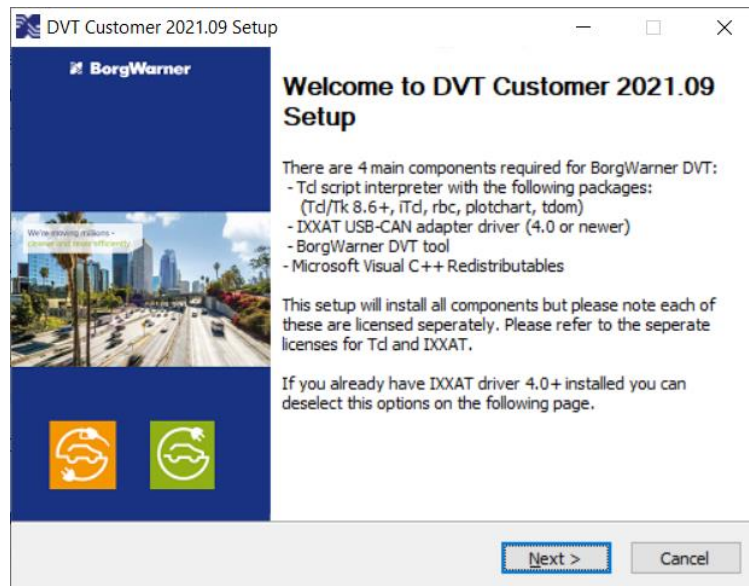 DVT Customer 2021.09 Setup
BorgWarner
We're moving millions -
cleaner and more efficiently
Welcome to DVT Customer 2021.09
Setup
There are 4 main components required for BorgWarner DVT:
- Tcl script interpreter with the following packages:
(Tcl/Tk 8.6+, iTcl, rbc, plotchart, tdom)
- IXXAT USB-CAN adapter driver (4.0 or newer)
- BorgWarner DVT tool
- Microsoft Visual C++ Redistributables
This setup will install all components but please note each of
these are licensed seperately. Please refer to the seperate
licenses for Tcl and IXXAT.
If you already have IXXAT driver 4.0+ installed you can
deselect this options on the following page.
Next >
Cancel